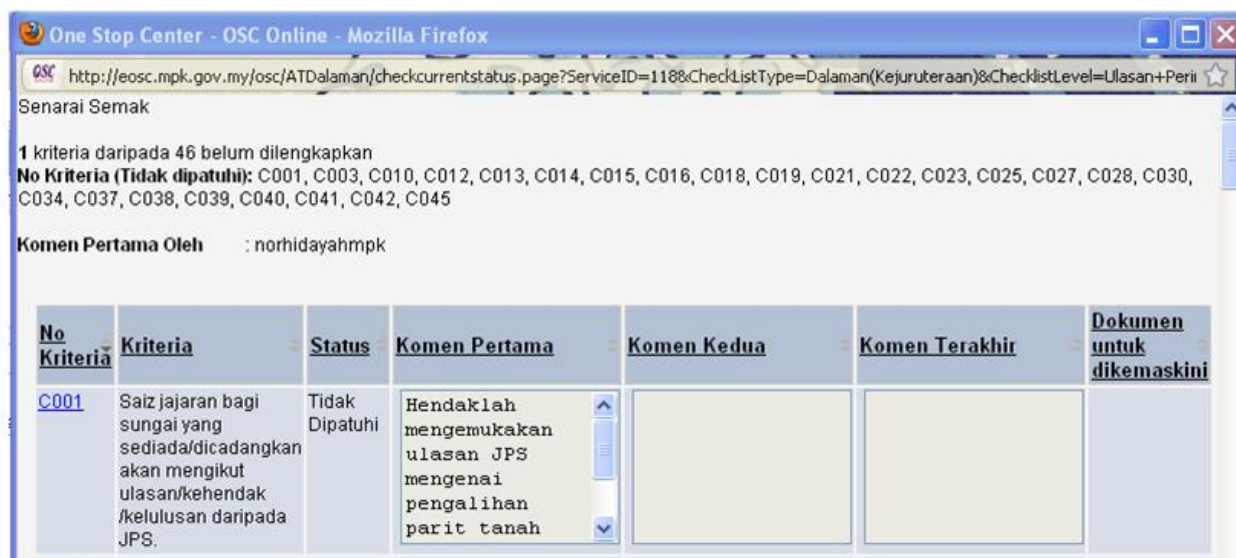 One Stop Center - OSC Online - Mozilla Firefox
OSC http://eosc.mpk.gov.my/osc/ATDalaman/checkcurrentstatus.page?ServiceID=118&CheckListType=Dalaman(Kejuruteraan)&ChecklistLevel=Ulasan+Perin
Senarai Semak
1 kriteria daripada 46 belum dilengkapkan
No Kriteria (Tidak dipatuhi): C001, C003, C010, C012, C013, C014, C015, C016, C018, C019, C021, C022, C023, C025, C027, C028, C030,
C034, C037, C038, C039, C040, C041, C042, C045
Komen Pertama Oleh : norhidayahmpk
No Kriteria Kriteria Status Komen Pertama Komen Kedua Komen Terakhir Dokumen untuk dikemaskini
C001
Saiz jajaran bagi
sungai yang
sediada/dicadangkan
akan mengikut
ulasan/kehendak
/kelulusan daripada
JPS.
Tidak
Dipatuhi
Hendaklah
mengemukakan
ulasan JPS
mengenai
pengalihan
parit tanah